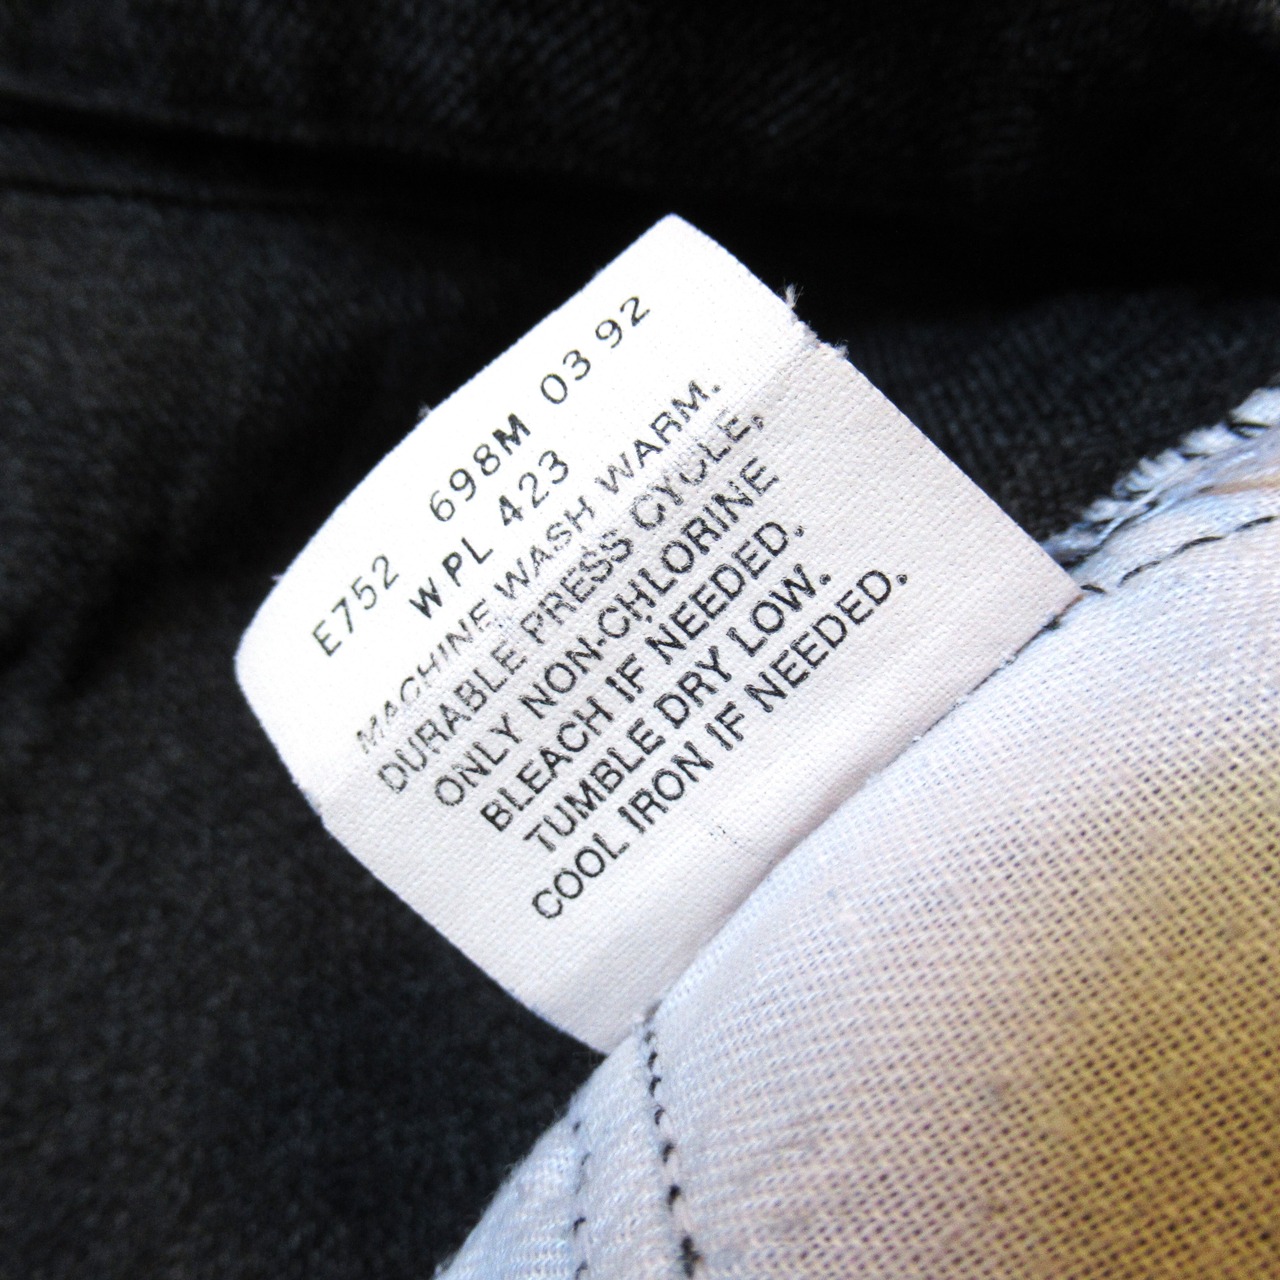 E752 698M 03 92
WPL 423
MACHINE WASH WARM.
DURABLE PRESS CYCLE,
ONLY NON-CHLORINE
BLEACH IF NEEDED.
TUMBLE DRY LOW.
COOL IRON IF NEEDED.